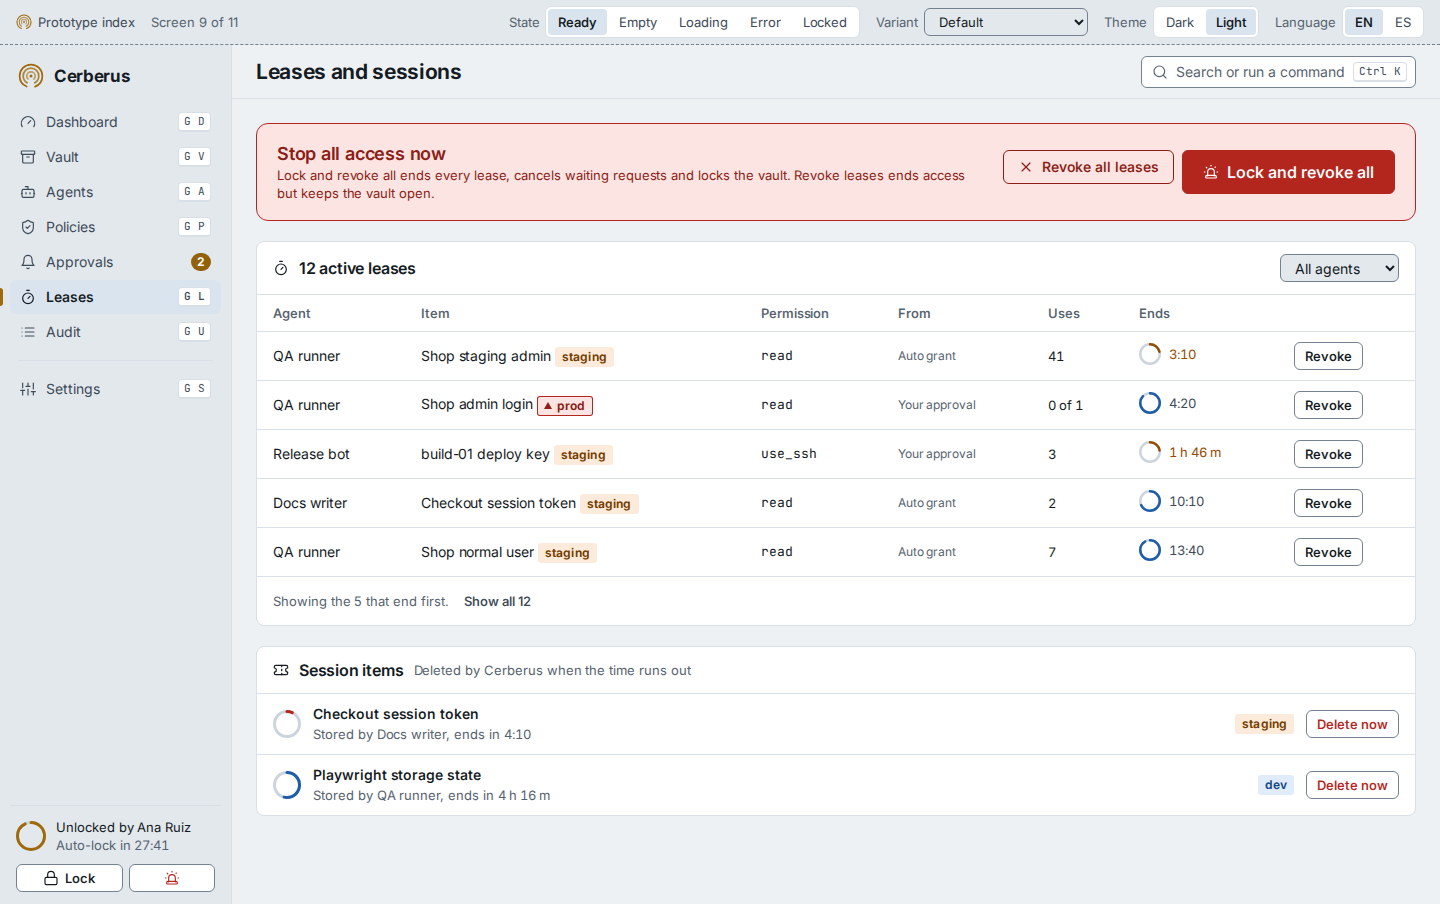 Prototype index Screen 9 of 11 State Ready Empty Loading Error Locked Variant Default Theme Dark Light Language EN ES
Cerberus
Leases and sessions
Search or run a command Ctrl K
Dashboard G D
Vault G V
Agents G A
Policies G P
Approvals 2
Leases G L
Audit G U
Settings G S
Unlocked by Ana Ruiz
Auto-lock in 27:41
Lock
Stop all access now
Lock and revoke all ends every lease, cancels waiting requests and locks the vault. Revoke leases ends access
but keeps the vault open.
Revoke all leases
Lock and revoke all
12 active leases
All agents
Agent Item Permission From Uses Ends
QA runner Shop staging admin staging read Auto grant 41 3:10 Revoke
QA runner Shop admin login prod read Your approval 0 of 1 4:20 Revoke
Release bot build-01 deploy key staging use_ssh Your approval 3 1 h 46 m Revoke
Docs writer Checkout session token staging read Auto grant 2 10:10 Revoke
QA runner Shop normal user staging read Auto grant 7 13:40 Revoke
Showing the 5 that end first. Show all 12
Session items Deleted by Cerberus when the time runs out
Checkout session token
Stored by Docs writer, ends in 4:10
staging Delete now
Playwright storage state
Stored by QA runner, ends in 4 h 16 m
dev Delete now